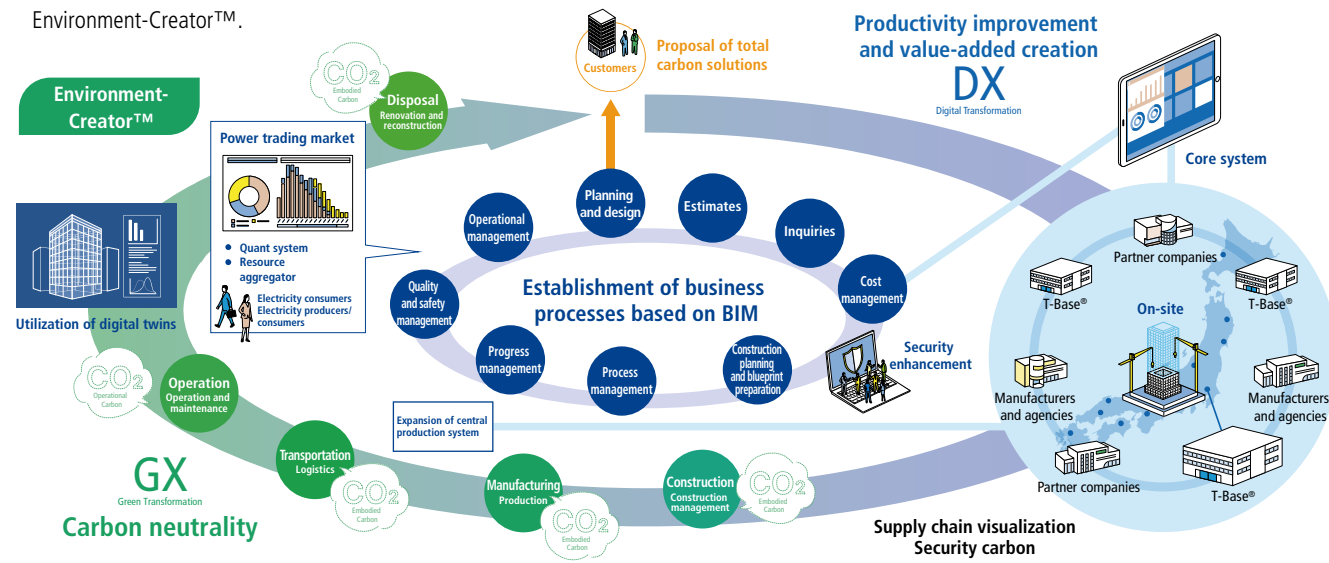 Environment-Creator™.
Environment-
Creator™
CO2
Embodied
Carbon
Disposal
Renovation and
reconstruction
Customers
Proposal of total
carbon solutions
Productivity improvement
and value-added creation
DX
Digital Transformation
Core system
Power trading market
Quant system
Resource
aggregator
Electricity consumers
Electricity producers/
consumers
Utilization of digital twins
Operational
management
Planning
and design
Estimates
Inquiries
Cost
management
Quality
and safety
management
Establishment of business
processes based on BIM
Progress
management
Process
management
Construction
planning
and blueprint
preparation
Security
enhancement
Partner companies
T-Base®
T-Base®
On-site
Manufacturers
and agencies
Manufacturers
and agencies
Partner companies
T-Base®
CO2
Operational
Carbon
Operation
Operation and
maintenance
Expansion of central
production system
Transportation
Logistics
CO2
Embodied
Carbon
Manufacturing
Production
CO2
Embodied
Carbon
Construction
Construction
management
CO2
Embodied
Carbon
GX
Green Transformation
Carbon neutrality
Supply chain visualization
Security carbon